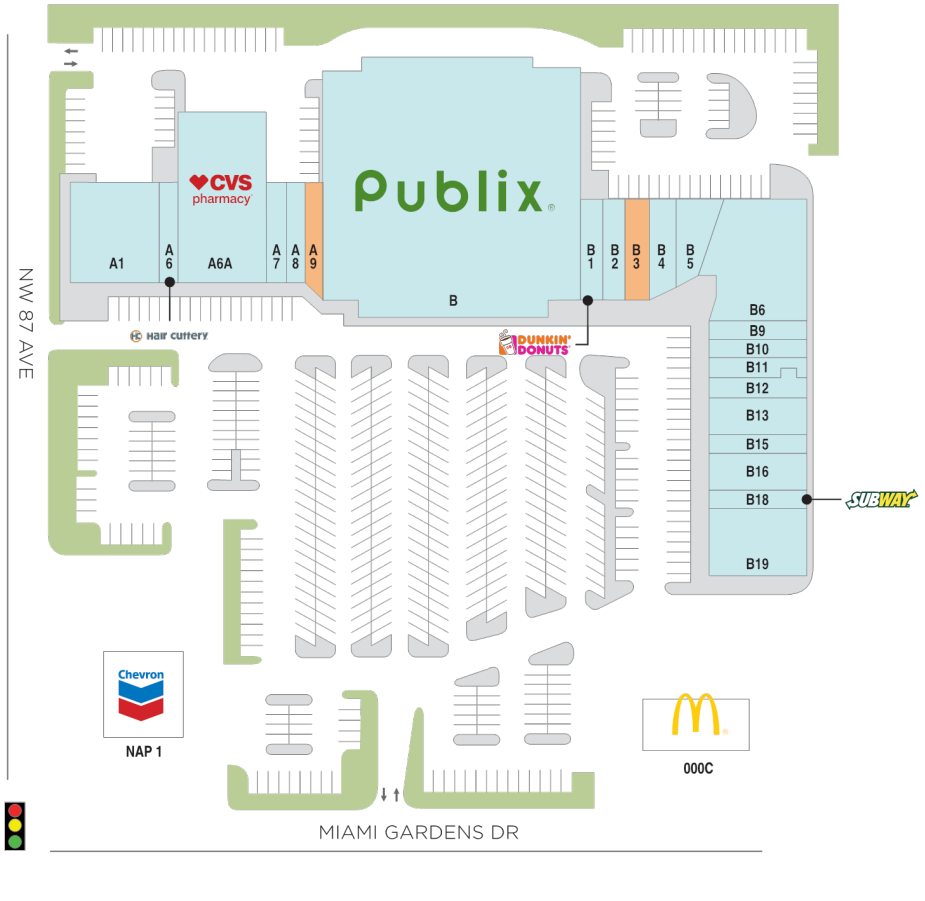 CVS
pharmacy
Publix
®
A1
A
6
A6A
A
7
A
8
A
9
B
B
1
B
2
B
3
B
4
B
5
B6
B9
B10
B11
B12
B13
B15
B16
B18
B19
HC HAIR CUTTERY
DUNKIN'
DONUTS
SUBWAY
NW 87 AVE
Chevron
NAP 1
M
000C
MIAMI GARDENS DR